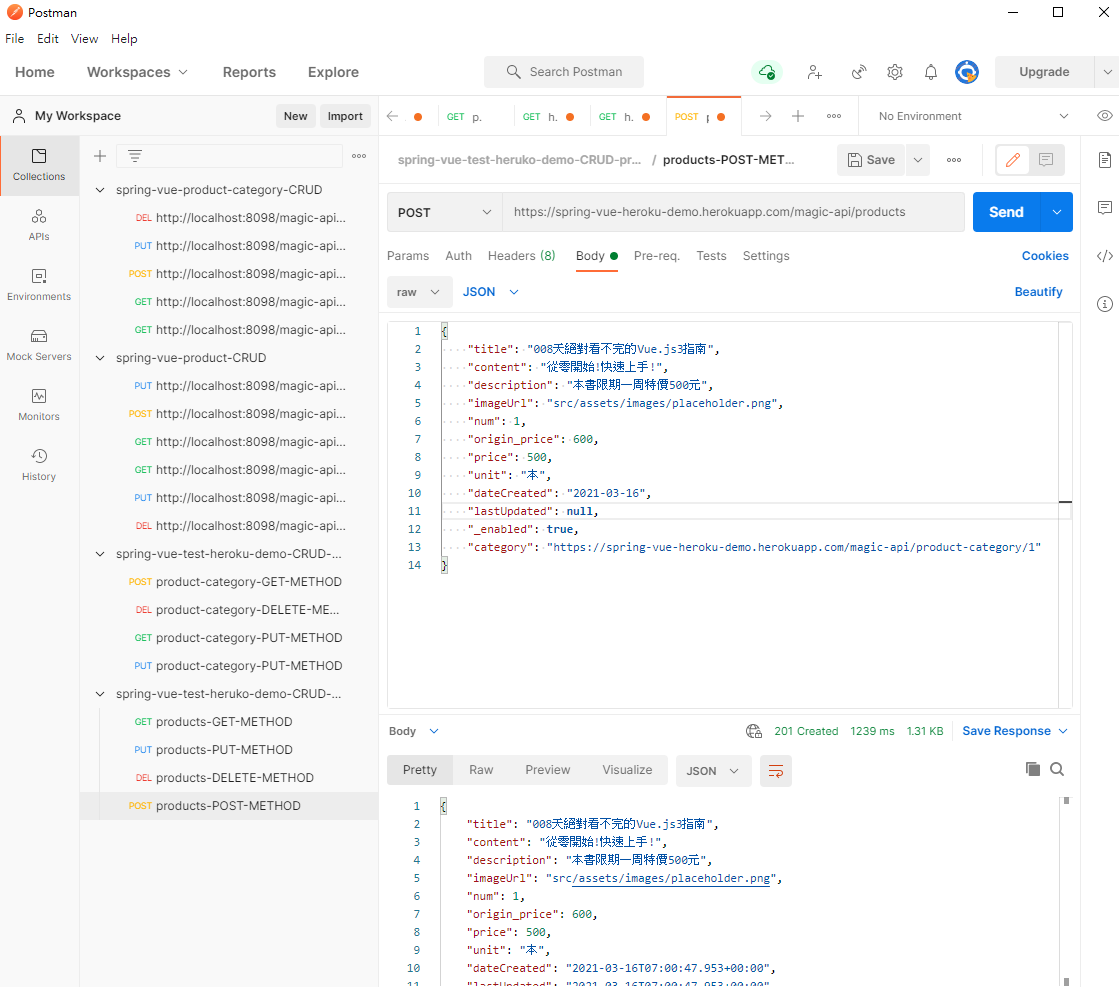 Postman
File Edit View Help
Home Workspaces Reports Explore Search Postman Upgrade
My Workspace New Import
GET p. GET h. GET h. POST No Environment
Collections
APIs
Environments
Mock Servers
Monitors
History
spring-vue-product-category-CRUD
DEL http://localhost:8098/magic-api...
PUT http://localhost:8098/magic-api...
POST http://localhost:8098/magic-api...
GET http://localhost:8098/magic-api...
GET http://localhost:8098/magic-api...
spring-vue-product-CRUD
PUT http://localhost:8098/magic-api...
POST http://localhost:8098/magic-api...
GET http://localhost:8098/magic-api...
GET http://localhost:8098/magic-api...
PUT http://localhost:8098/magic-api...
DEL http://localhost:8098/magic-api...
spring-vue-test-heroku-demo-CRUD-...
POST product-category-GET-METHOD
DEL product-category-DELETE-ME...
GET product-category-PUT-METHOD
PUT product-category-PUT-METHOD
spring-vue-test-heruko-demo-CRUD-...
GET products-GET-METHOD
PUT products-PUT-METHOD
DEL products-DELETE-METHOD
POST products-POST-METHOD
spring-vue-test-heruko-demo-CRUD-pr... / products-POST-MET... Save
POST https://spring-vue-heroku-demo.herokuapp.com/magic-api/products Send
Params Auth Headers (8) Body Pre-req. Tests Settings Cookies
raw JSON Beautify
1 {
2 "title": "008天絕對看不完的Vue.js3指南",
3 "content": "從零開始!快速上手!",
4 "description": "本書限期一周特價500元",
5 "imageUrl": "src/assets/images/placeholder.png",
6 "num": 1,
7 "origin_price": 600,
8 "price": 500,
9 "unit": "本",
10 "dateCreated": "2021-03-16",
11 "lastUpdated": null,
12 "_enabled": true,
13 "category": "https://spring-vue-heroku-demo.herokuapp.com/magic-api/product-category/1"
14 }
Body 201 Created 1239 ms 1.31 KB Save Response
Pretty Raw Preview Visualize JSON
1 {
2 "title": "008天絕對看不完的Vue.js3指南",
3 "content": "從零開始!快速上手!",
4 "description": "本書限期一周特價500元",
5 "imageUrl": "src/assets/images/placeholder.png",
6 "num": 1,
7 "origin_price": 600,
8 "price": 500,
9 "unit": "本",
10 "dateCreated": "2021-03-16T07:00:47.953+00:00",
11 "lastUpdated": "2021-03-16T07:00:47.953+00:00"